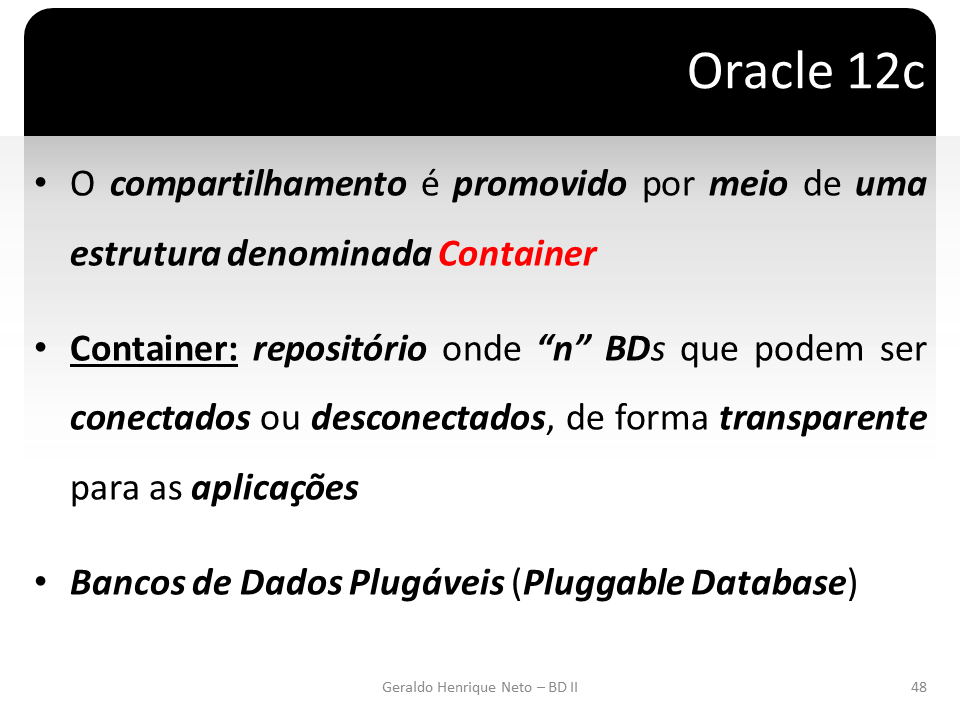 Oracle 12c
• O compartilhamento é promovido por meio de uma
estrutura denominada Container
• Container: repositório onde “n” BDs que podem ser
conectados ou desconectados, de forma transparente
para as aplicações
• Bancos de Dados Plugáveis (Pluggable Database)
Geraldo Henrique Neto – BD II
48